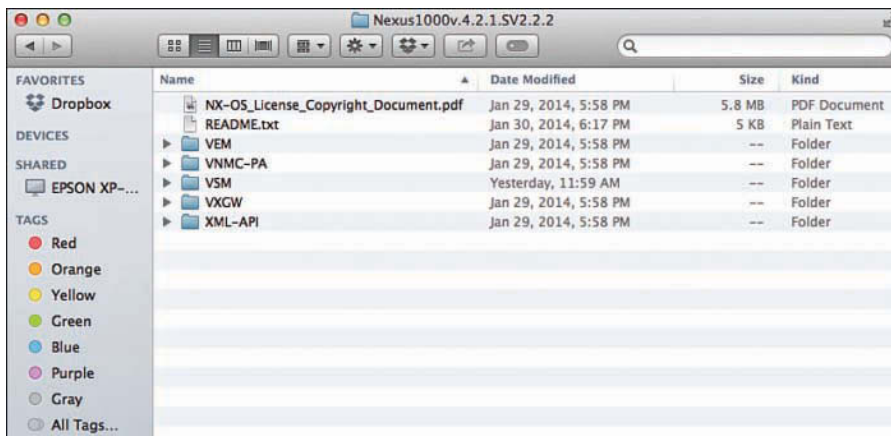 Nexus1000v.4.2.1.SV2.2.2
FAVORITES
Dropbox
DEVICES
SHARED
EPSON XP-...
TAGS
Red
Orange
Yellow
Green
Blue
Purple
Gray
All Tags...
Name Date Modified Size Kind
NX-OS_License_Copyright_Document.pdf Jan 29, 2014, 5:58 PM 5.8 MB PDF Document
README.txt Jan 30, 2014, 6:17 PM 5 KB Plain Text
VEM Jan 29, 2014, 5:58 PM -- Folder
VNMC-PA Jan 29, 2014, 5:58 PM -- Folder
VSM Yesterday, 11:59 AM -- Folder
VXGW Jan 29, 2014, 5:58 PM -- Folder
XML-API Jan 29, 2014, 5:58 PM -- Folder